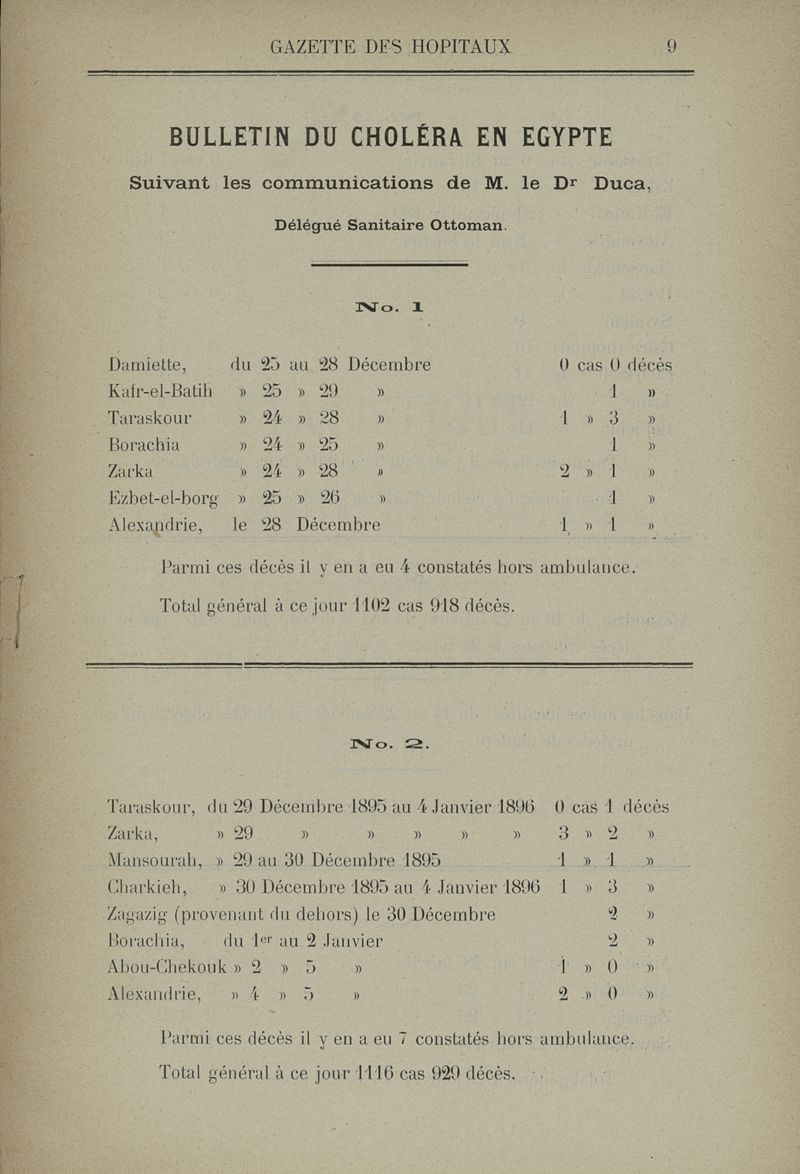 GAZETTE DES HOPITAUX 9
BULLETIN DU CHOLÉRA EN EGYPTE
Suivant les communications de M. le Dr Duca,
Délégué Sanitaire Ottoman.
No. 1
Damiette, du 25 au 28 Décembre 0 cas 0 décès
Kafr-el-Batih » 25 » 29 » 1 »
Taraskour » 24 » 28 » 1 » 3 »
Borachia » 24 » 25 » 1 »
Zarka » 24 » 28 » 2 » 1 »
Ezbet-el-borg » 25 » 26 » 1 »
Alexandrie, le 28 Décembre 1 » 1 »
Parmi ces décès il y en a eu 4 constatés hors ambulance.
Total général à ce jour 1102 cas 918 décès.
No. 2.
Taraskour, du 29 Décembre 1895 au 4 Janvier 1896 0 cas 1 décès
Zarka, » 29 » » » » » 3 » 2 »
Mansourah, » 29 au 30 Décembre 1895 1 » 1 »
Charkieh, » 30 Décembre 1895 au 4 Janvier 1896 1 » 3 »
Zagazig (provenant du dehors) le 30 Décembre 2 »
Borachia, du 1er au 2 Janvier 2 »
Abou-Chekouk » 2 » 5 » 1 » 0 »
Alexandrie, » 4 » 5 » 2 » 0 »
Parmi ces décès il y en a eu 7 constatés hors ambulance.
Total général à ce jour 1116 cas 929 décès.